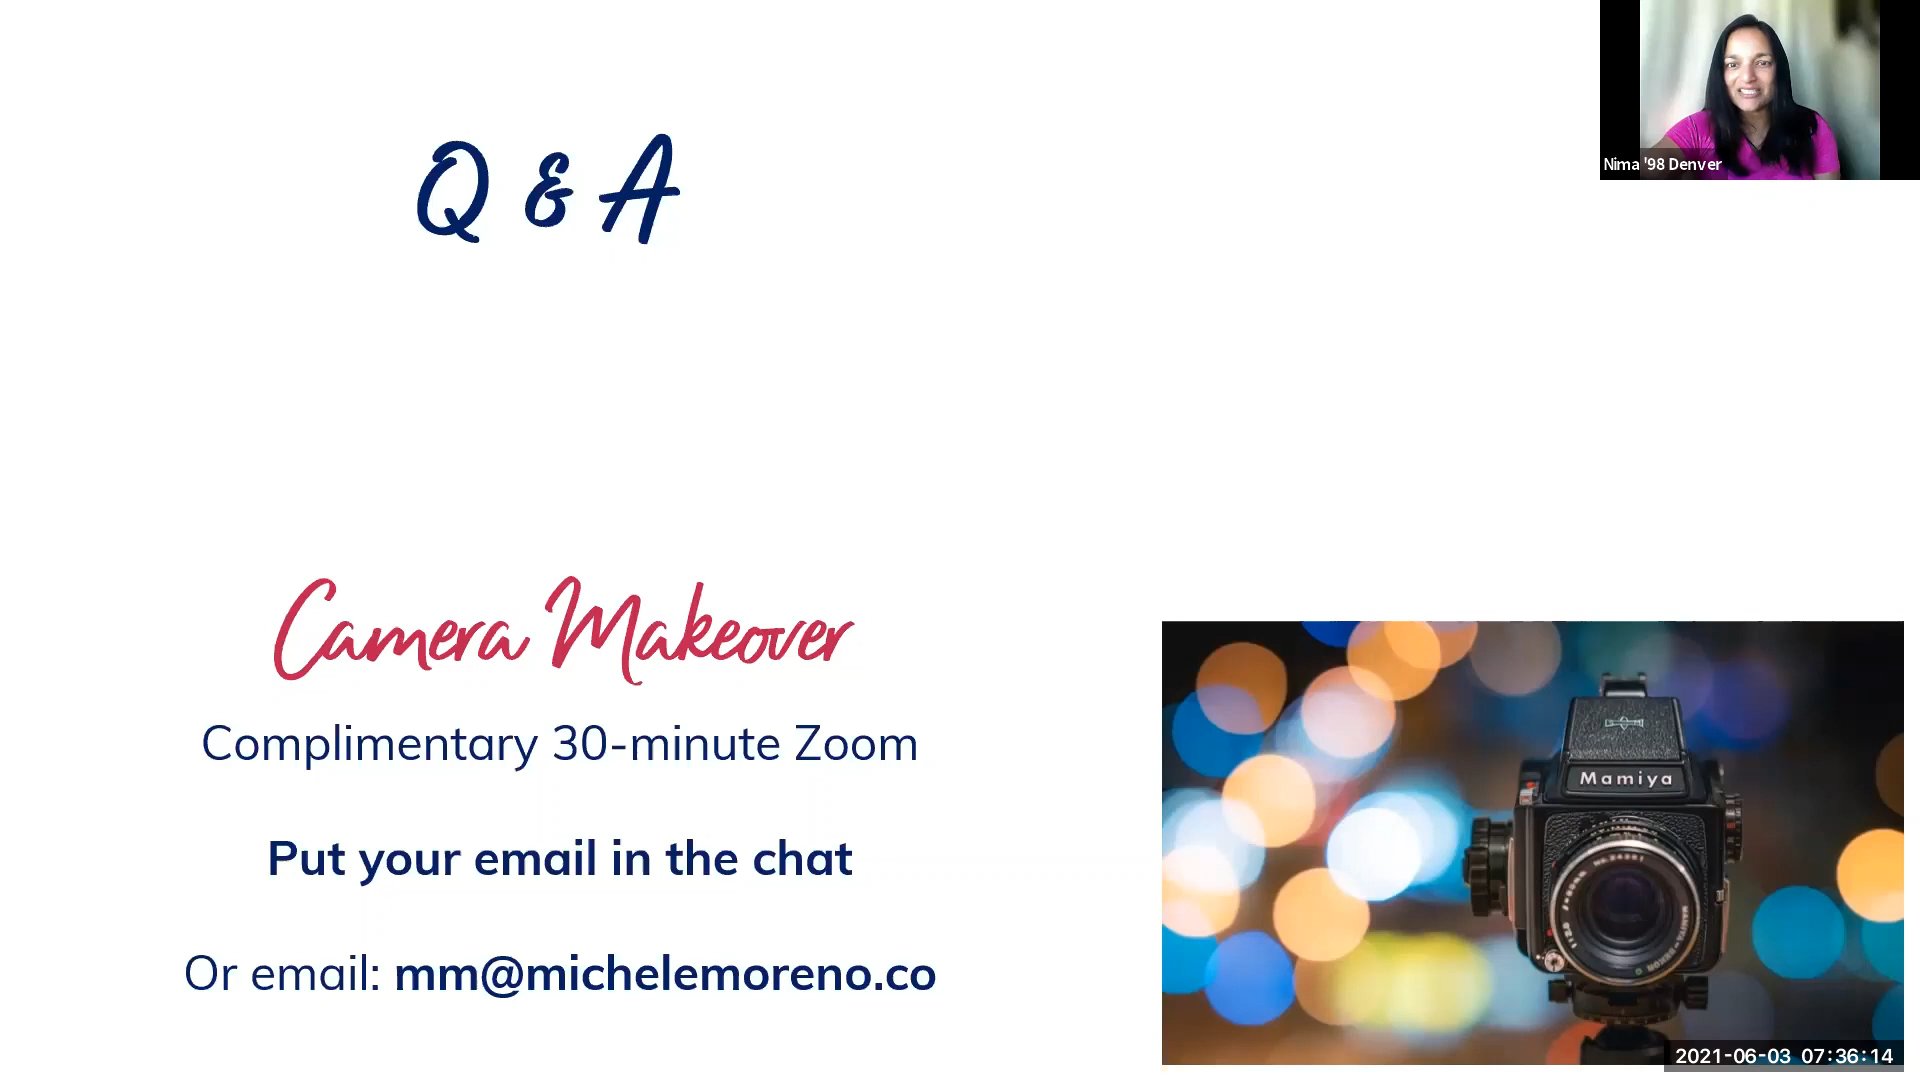 Q & A
Nima '98 Denver
Camera Makeover
Complimentary 30-minute Zoom
Put your email in the chat
Or email: mm@michelemoreno.co
Mamiya
2021-06-03 07:36:14